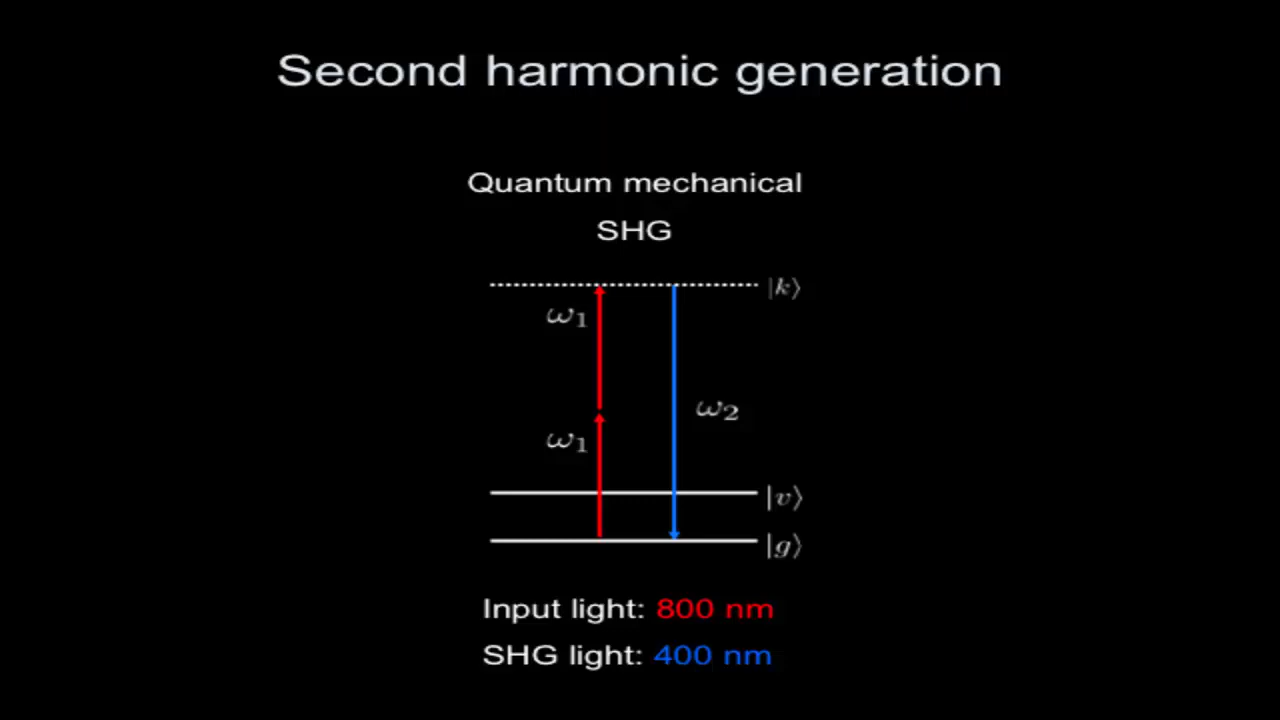 Second harmonic generation
Quantum mechanical
SHG
|k⟩
ω₁
ω₂
ω₁
|v⟩
|g⟩
Input light: 800 nm
SHG light: 400 nm